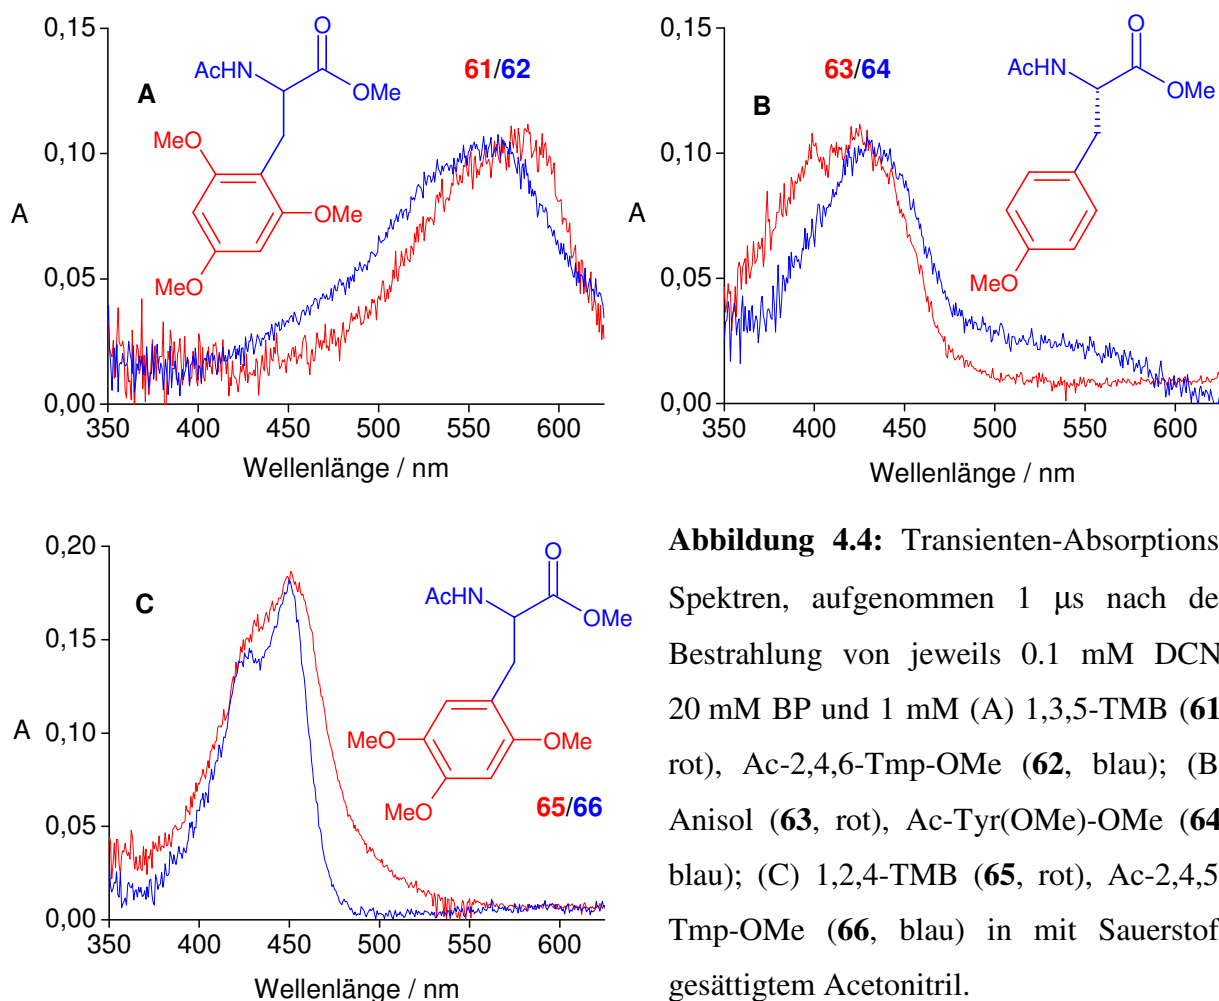 0,15
0,10
A
0,05
0,00
350 400 450 500 550 600
Wellenlänge / nm
A
61/62
AcHN
O
OMe
MeO
OMe
MeO
0,15
0,10
A
0,05
0,00
350 400 450 500 550 600
Wellenlänge / nm
B
63/64
AcHN
O
OMe
MeO
0,20
0,15
A
0,10
0,05
0,00
350 400 450 500 550 600
Wellenlänge / nm
C
AcHN
O
OMe
MeO
OMe
MeO
65/66
Abbildung 4.4: Transienten-Absorptions
Spektren, aufgenommen 1 μs nach de
Bestrahlung von jeweils 0.1 mM DCN
20 mM BP und 1 mM (A) 1,3,5-TMB (61
rot), Ac-2,4,6-Tmp-OMe (62, blau); (B
Anisol (63, rot), Ac-Tyr(OMe)-OMe (64
blau); (C) 1,2,4-TMB (65, rot), Ac-2,4,5
Tmp-OMe (66, blau) in mit Sauerstof
gesättigtem Acetonitril.